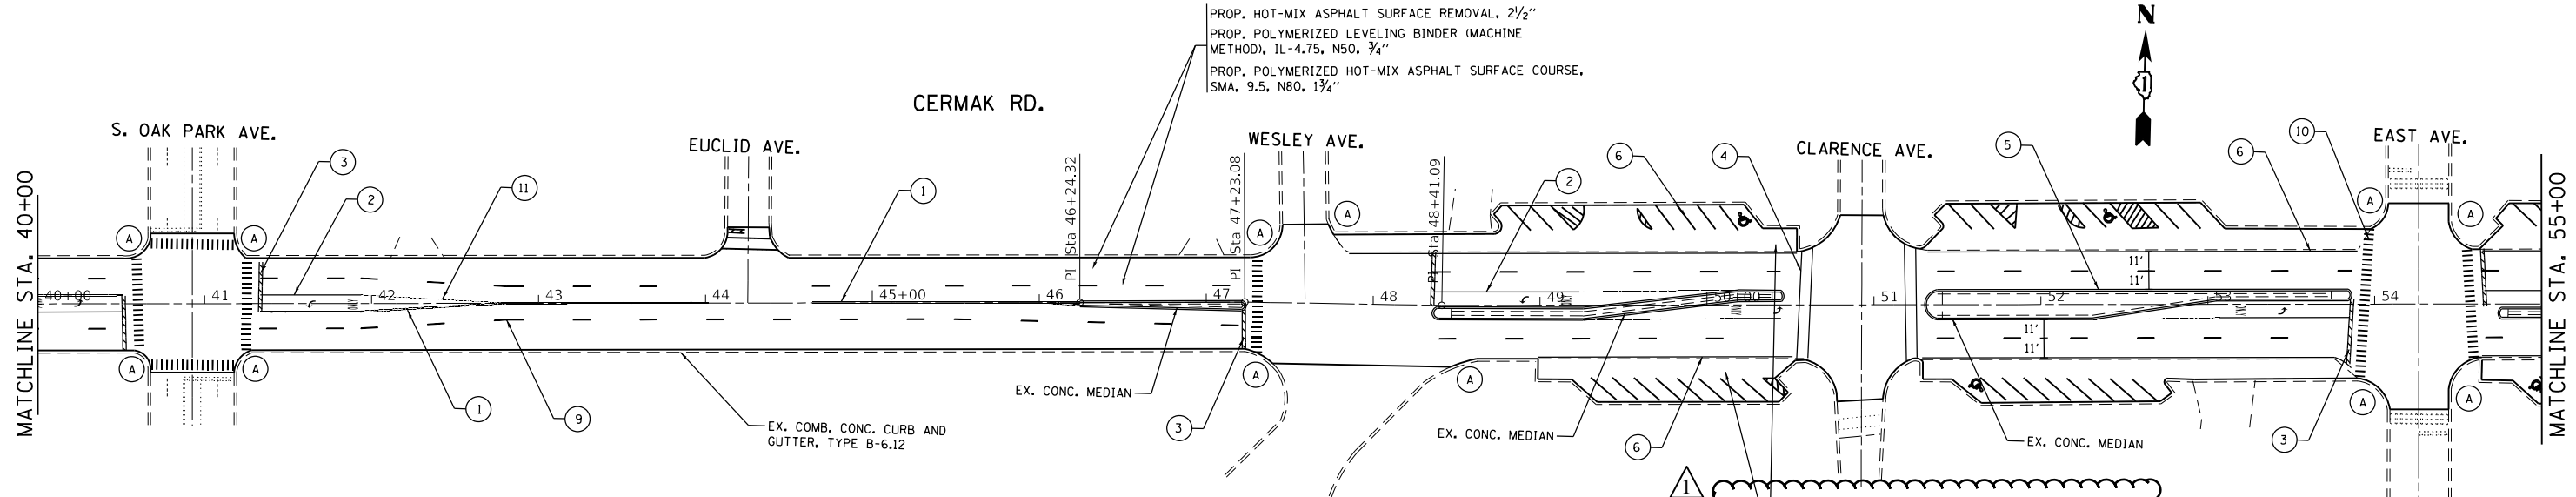 PROP. HOT-MIX ASPHALT SURFACE REMOVAL, 2½"
PROP. POLYMERIZED LEVELING BINDER (MACHINE
METHOD), IL-4.75, N50, ¾"
PROP. POLYMERIZED HOT-MIX ASPHALT SURFACE COURSE,
SMA, 9.5, N80, 1¾"
N
1
CERMAK RD.
S. OAK PARK AVE.
EUCLID AVE.
WESLEY AVE.
CLARENCE AVE.
EAST AVE.
MATCHLINE STA. 40+00
MATCHLINE STA. 55+00
3
2
11
1
PI Sta 46+24.32
PI Sta 47+23.08
PI Sta 48+41.09
2
6
4
5
6
10
A
A
A
A
A
A
11'
11'
40+00
41
42
43
44
45+00
46
47
48
49
50+00
51
52
53
54
11'
11'
A
A
A
A
A
A
1
9
3
6
3
EX. CONC. MEDIAN
EX. COMB. CONC. CURB AND
GUTTER, TYPE B-6.12
EX. CONC. MEDIAN
EX. CONC. MEDIAN
1